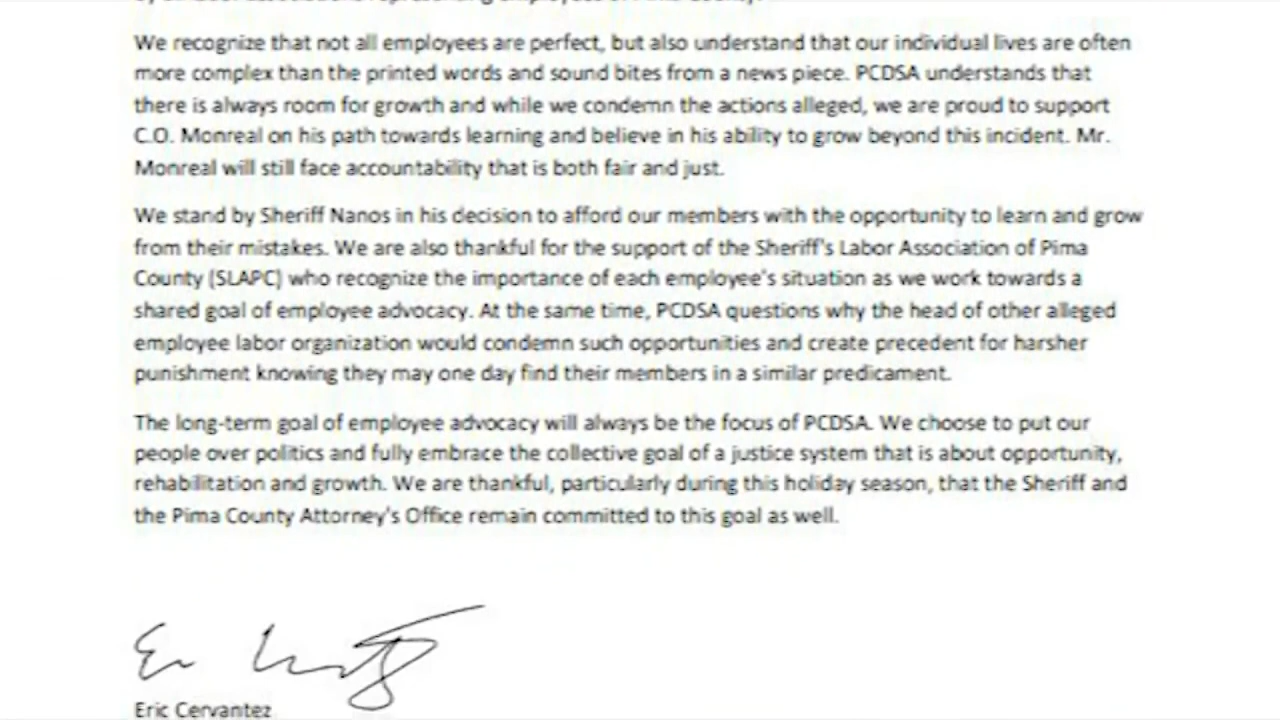 We recognize that not all employees are perfect, but also understand that our individual lives are often
more complex than the printed words and sound bites from a news piece. PCDSA understands that
there is always room for growth and while we condemn the actions alleged, we are proud to support
C.O. Monreal on his path towards learning and believe in his ability to grow beyond this incident. Mr.
Monreal will still face accountability that is both fair and just.
We stand by Sheriff Nanos in his decision to afford our members with the opportunity to learn and grow
from their mistakes. We are also thankful for the support of the Sheriff's Labor Association of Pima
County (SLAPC) who recognize the importance of each employee's situation as we work towards a
shared goal of employee advocacy. At the same time, PCDSA questions why the head of other alleged
employee labor organization would condemn such opportunities and create precedent for harsher
punishment knowing they may one day find their members in a similar predicament.
The long-term goal of employee advocacy will always be the focus of PCDSA. We choose to put our
people over politics and fully embrace the collective goal of a justice system that is about opportunity,
rehabilitation and growth. We are thankful, particularly during this holiday season, that the Sheriff and
the Pima County Attorney's Office remain committed to this goal as well.
Eric Cervantez